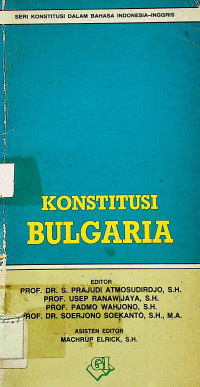 SERI KONSTITUSI DALAM BAHASA INDONESIA—INGGRIS
KONSTITUSI
BULGARIA
EDITOR
PROF. DR. S. PRAJUDI ATMOSUDIRDJO, S.H.
PROF. USEP RANAWIJAYA, S.H.
PROF. PADMO WAHJONO, S.H.
PROF. DR. SOERJONO SOEKANTO, S.H., M.A.
ASISTEN EDITOR
MACHRUP ELRICK, S.H.
GI